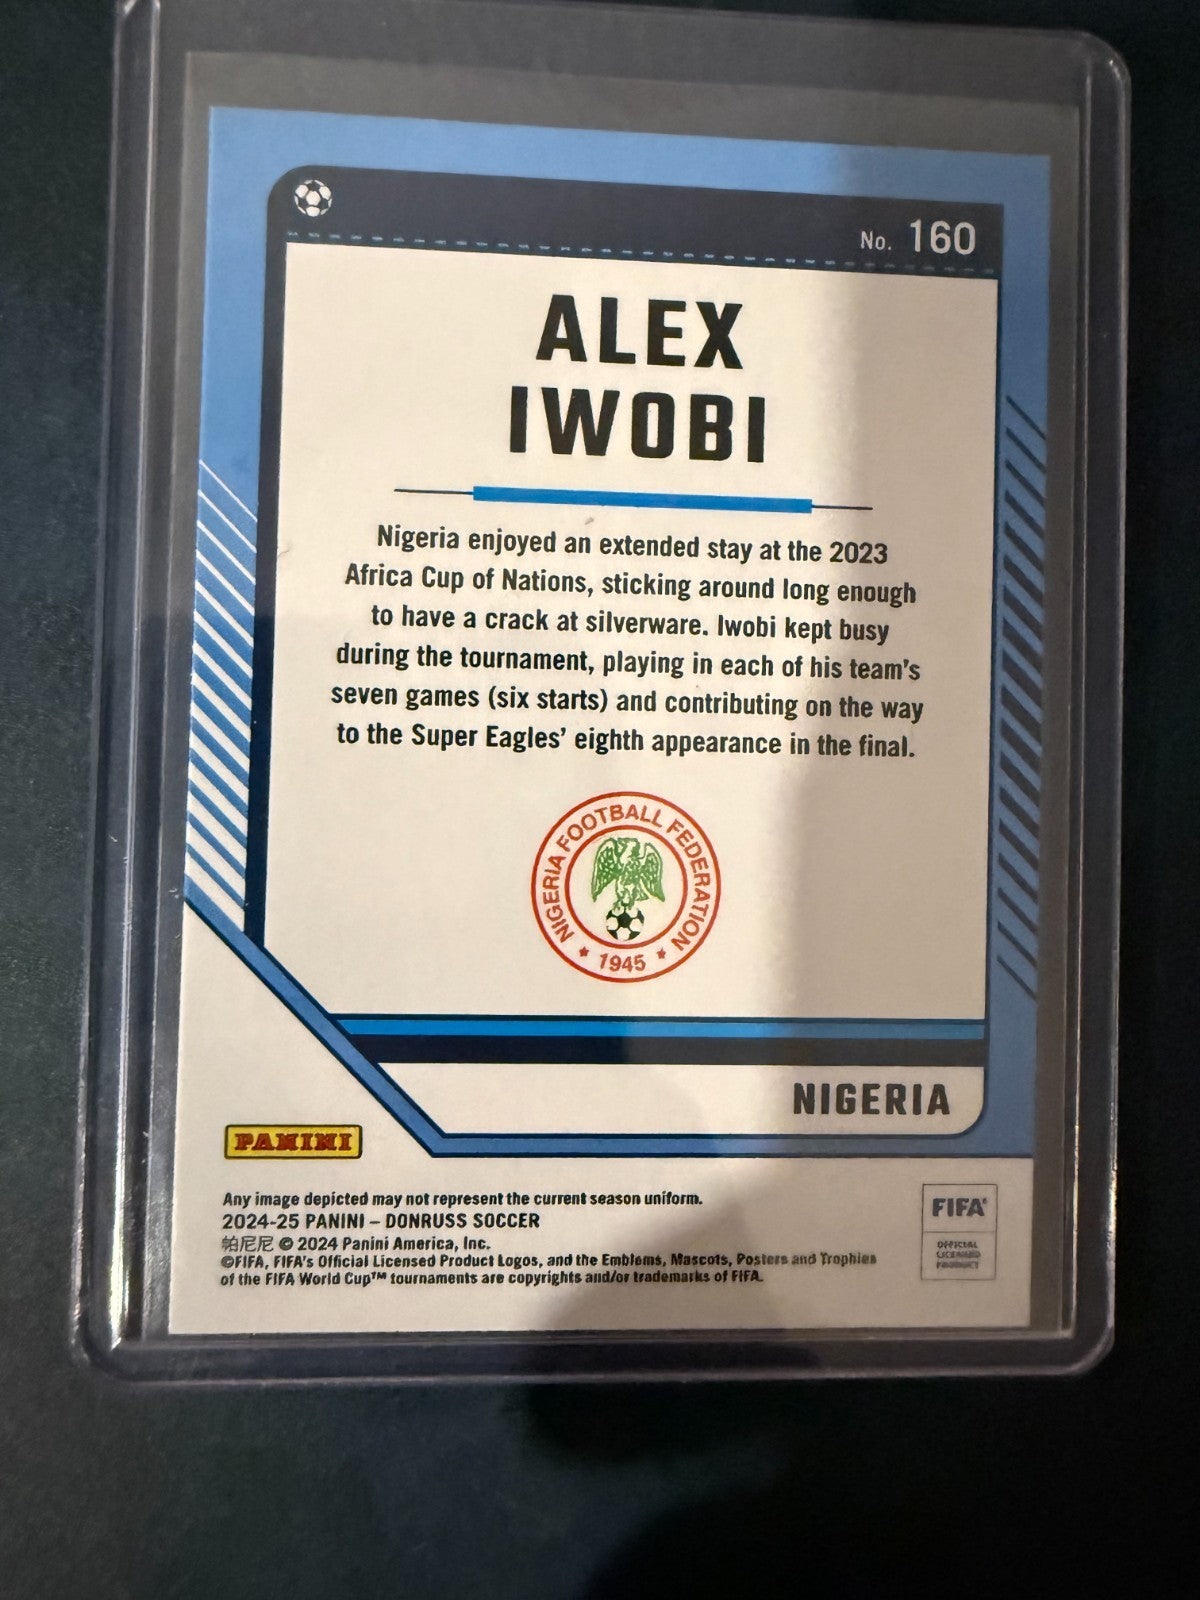 No. 160
ALEX
IWOBI
Nigeria enjoyed an extended stay at the 2023
Africa Cup of Nations, sticking around long enough
to have a crack at silverware. Iwobi kept busy
during the tournament, playing in each of his team's
seven games (six starts) and contributing on the way
to the Super Eagles' eighth appearance in the final.
NIGERIA FOOTBALL FEDERATION
1945
NIGERIA
PANINI
Any image depicted may not represent the current season uniform.
2024-25 PANINI – DONRUSS SOCCER
帕尼尼 © 2024 Panini America, Inc.
©FIFA, FIFA's Official Licensed Product Logos, and the Emblems, Mascots, Posters and Trophies
of the FIFA World Cup™ tournaments are copyrights and/or trademarks of FIFA.
FIFA®
OFFICIAL
LICENSED
PRODUCT